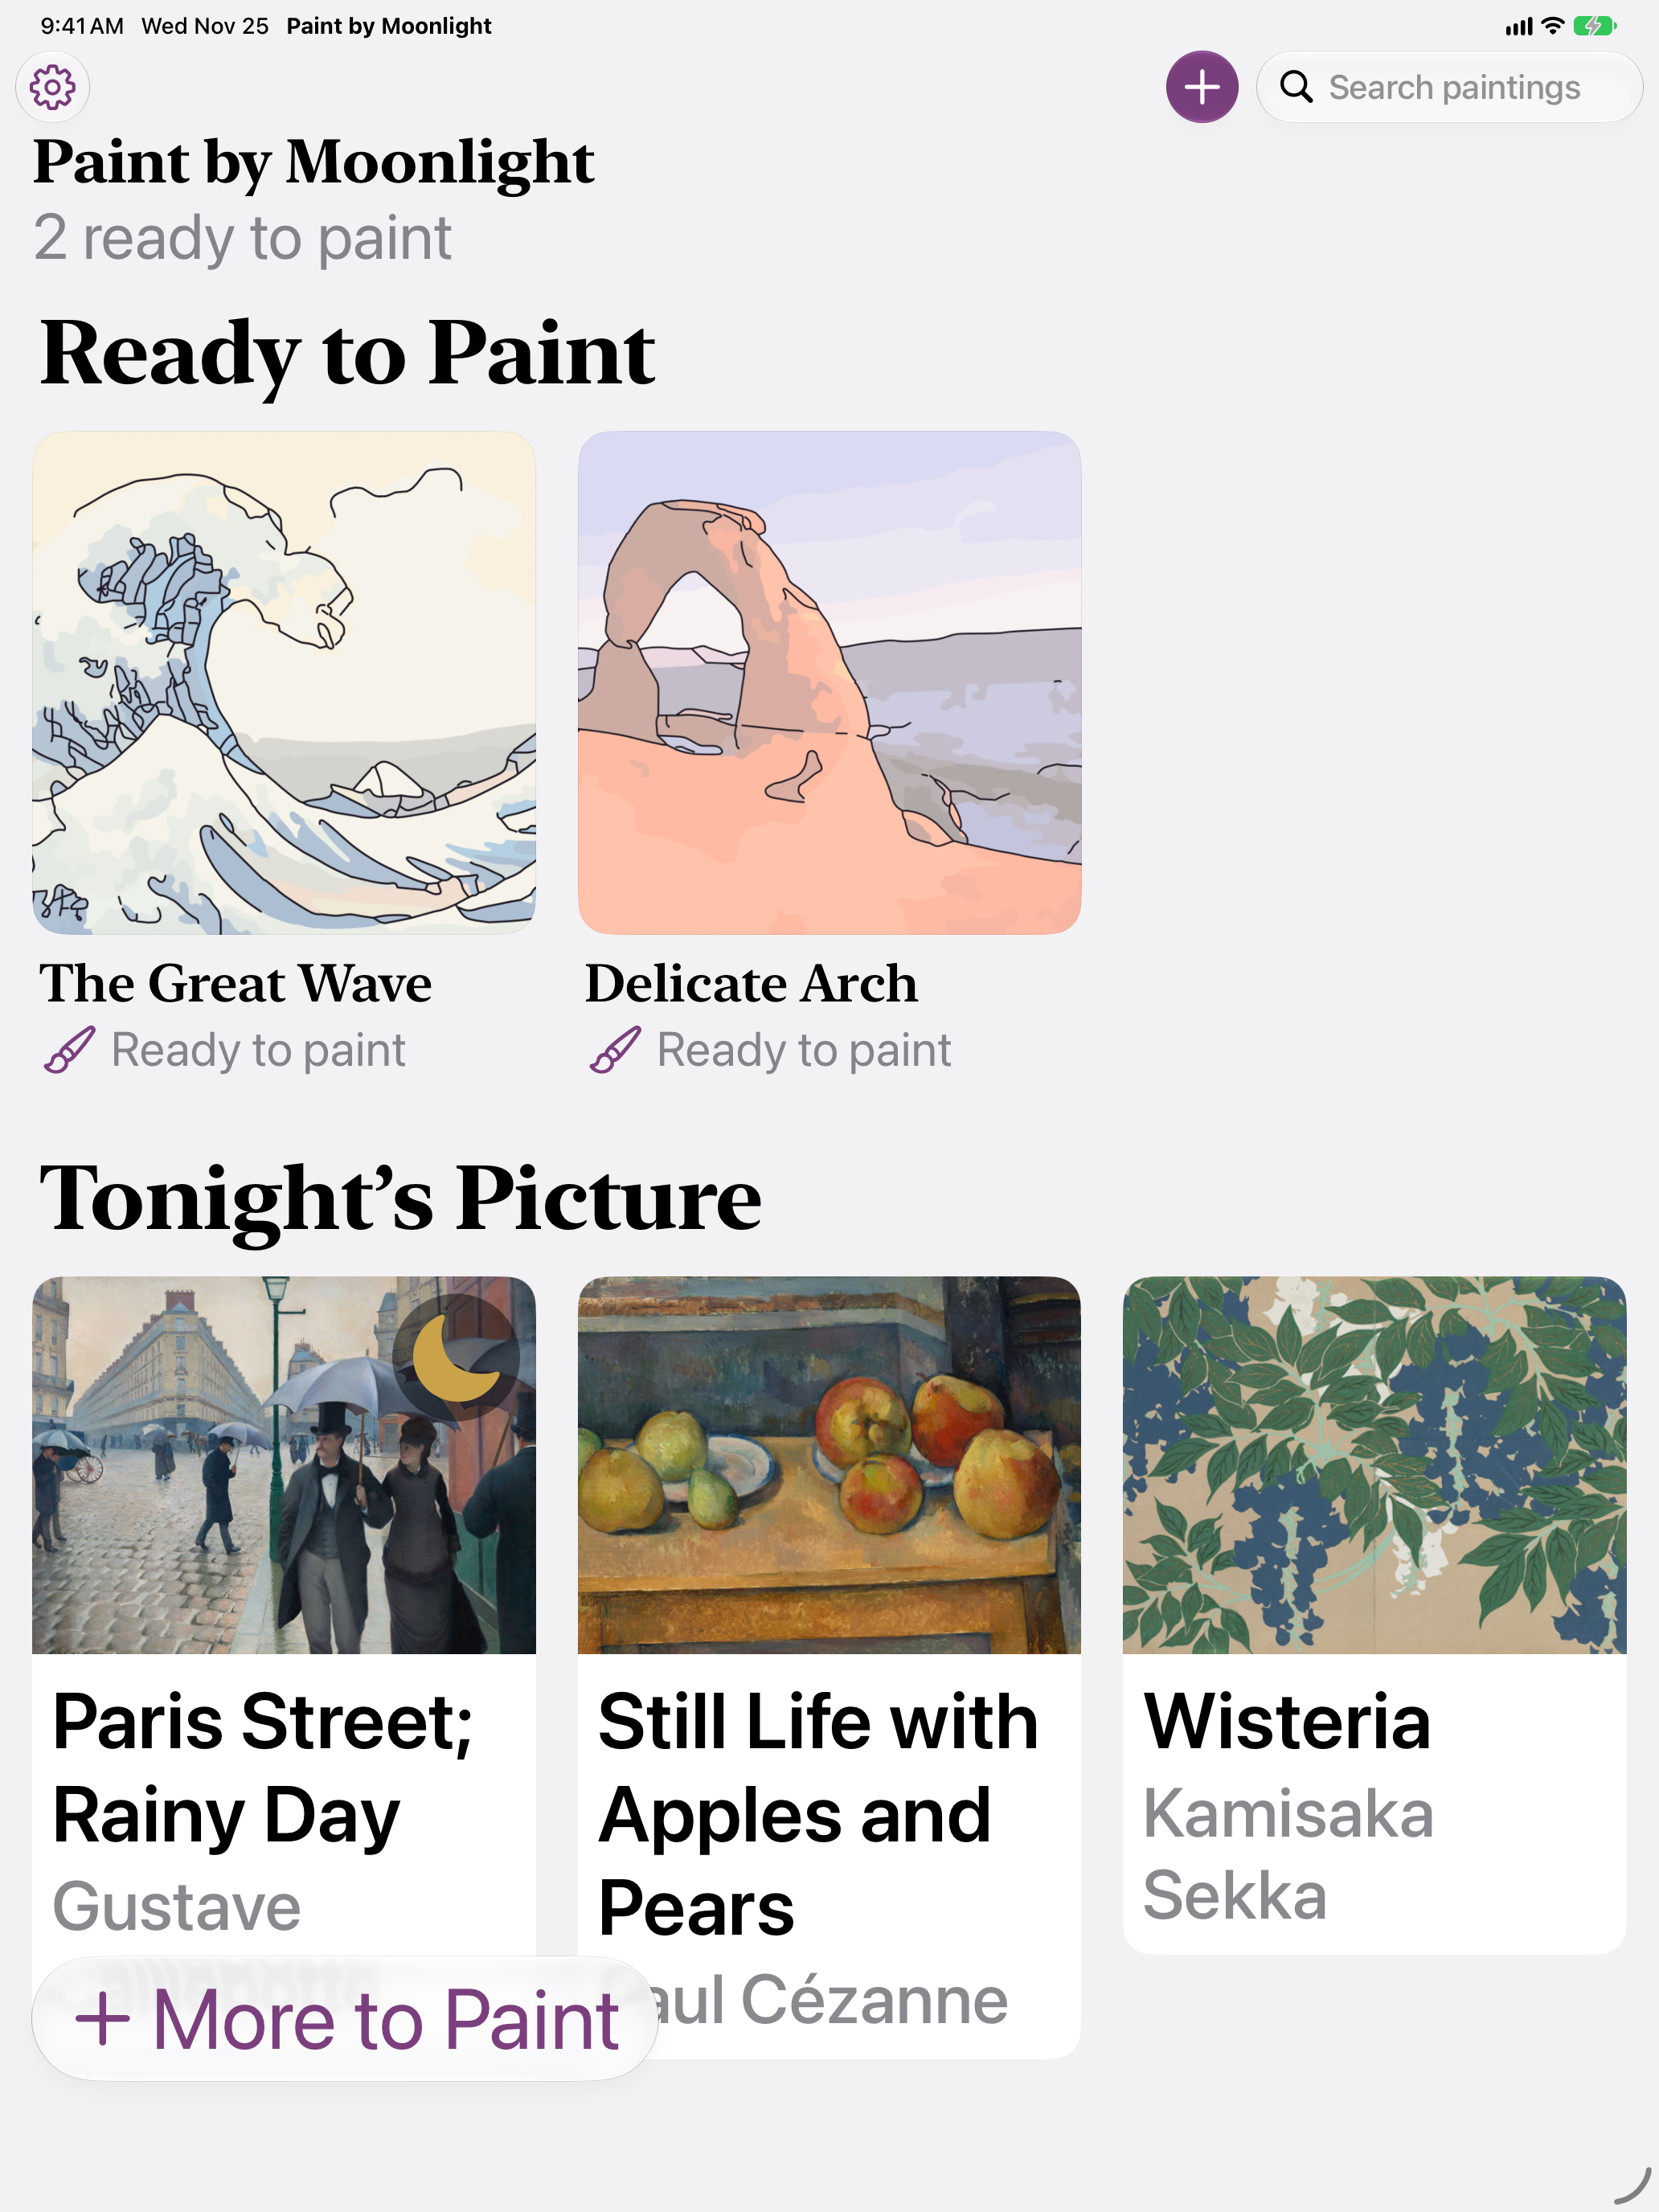 9:41 AM Wed Nov 25 Paint by Moonlight
Search paintings
Paint by Moonlight
2 ready to paint
Ready to Paint
The Great Wave
Ready to paint
Delicate Arch
Ready to paint
Tonight’s Picture
Paris Street;
Rainy Day
Gustave
Still Life with
Apples and
Pears
aul Cézanne
Wisteria
Kamisaka
Sekka
+ More to Paint